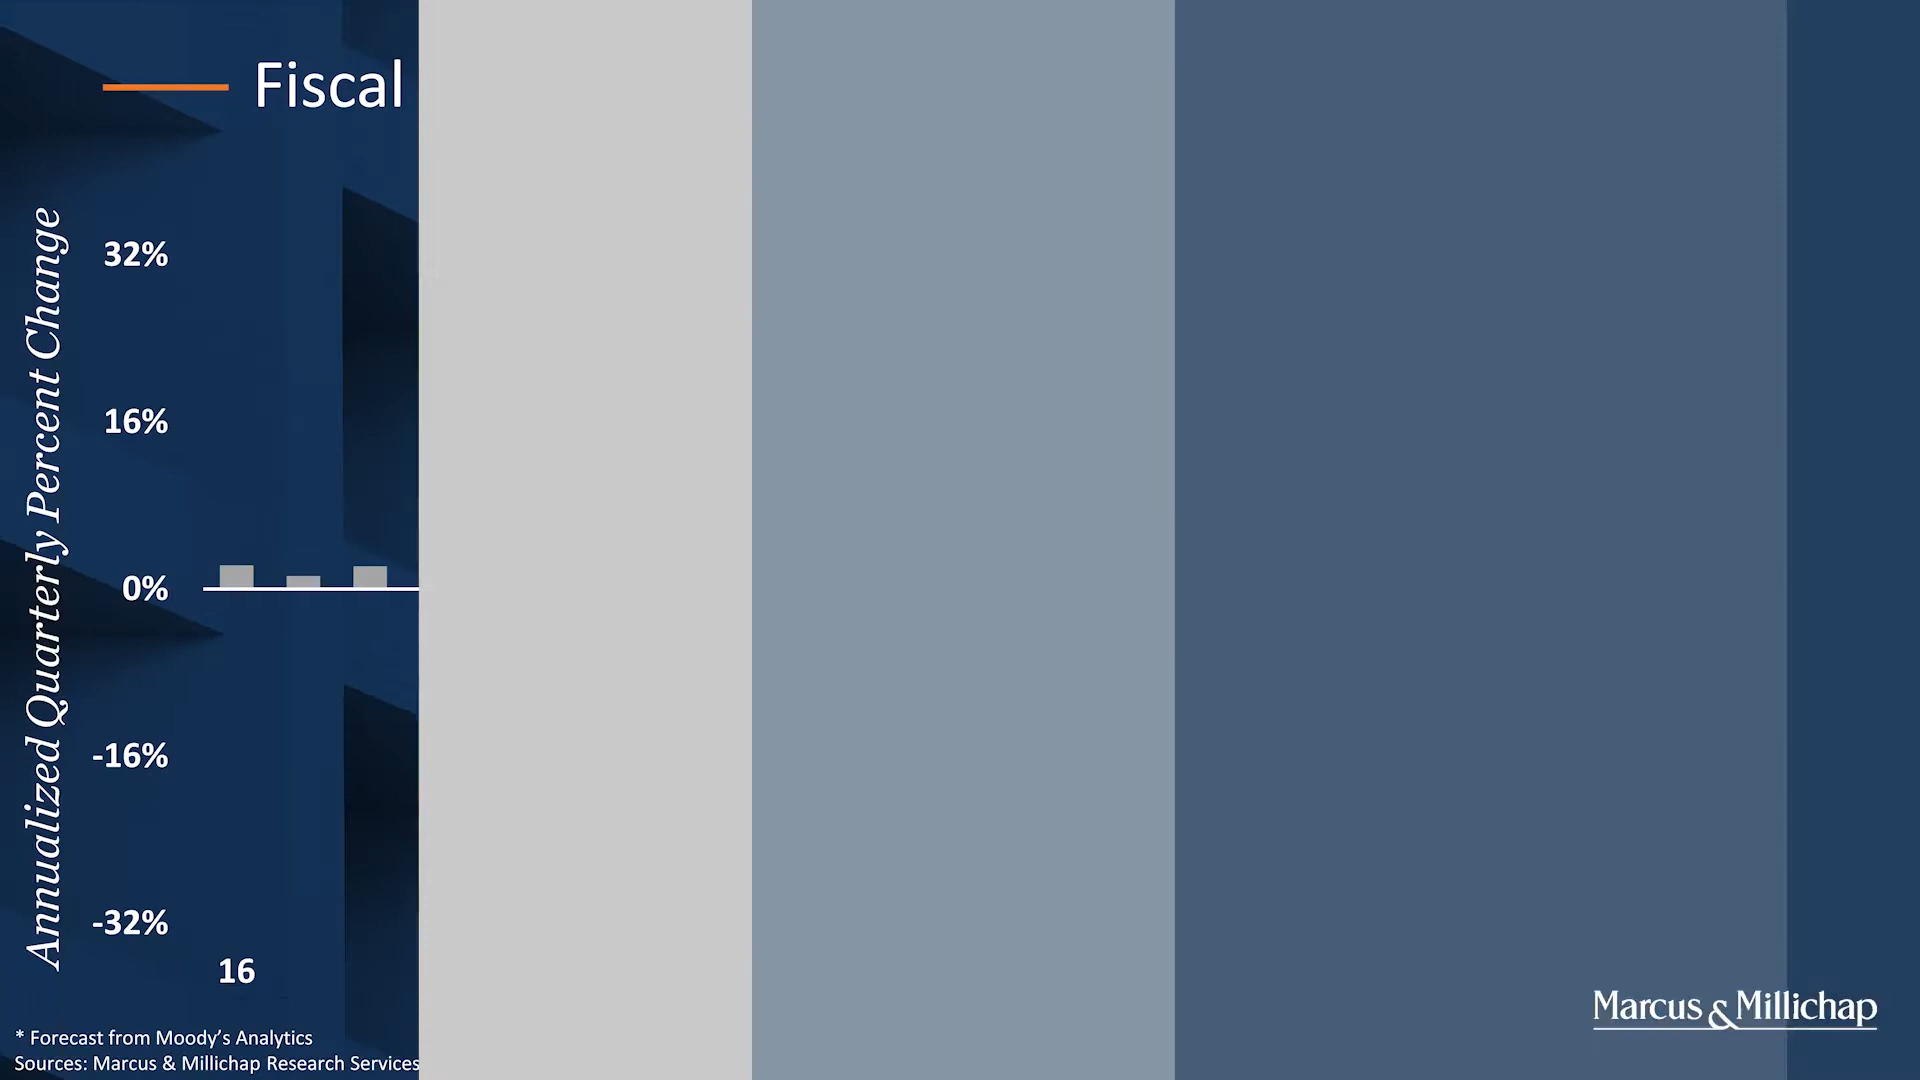 Fiscal
Annualized Quarterly Percent Change
32%
16%
0%
-16%
-32%
16
* Forecast from Moody's Analytics
Sources: Marcus & Millichap Research Services
Marcus & Millichap